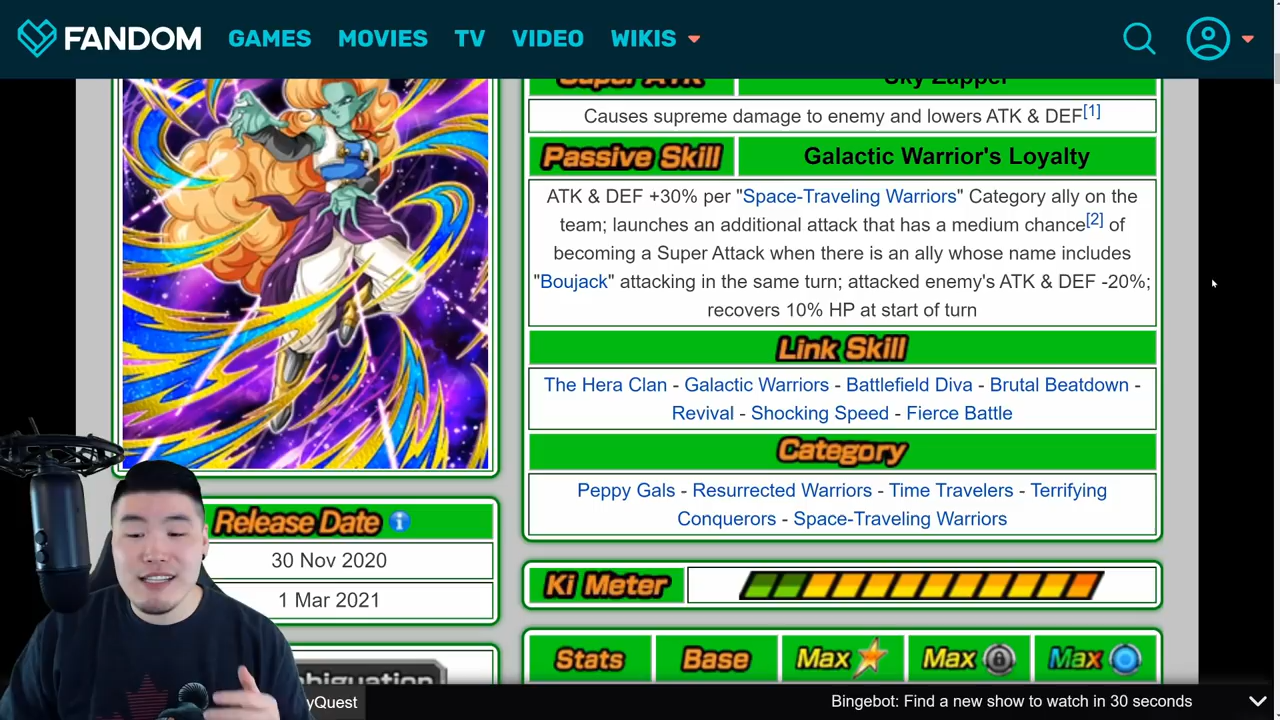 FANDOM GAMES MOVIES TV VIDEO WIKIS
Super ATK Sky Zapper
Causes supreme damage to enemy and lowers ATK & DEF[1]
Passive Skill Galactic Warrior's Loyalty
ATK & DEF +30% per "Space-Traveling Warriors" Category ally on the
team; launches an additional attack that has a medium chance[2] of
becoming a Super Attack when there is an ally whose name includes
"Boujack" attacking in the same turn; attacked enemy's ATK & DEF -20%;
recovers 10% HP at start of turn
Link Skill
The Hera Clan - Galactic Warriors - Battlefield Diva - Brutal Beatdown -
Revival - Shocking Speed - Fierce Battle
Category
Peppy Gals - Resurrected Warriors - Time Travelers - Terrifying
Conquerors - Space-Traveling Warriors
Release Date
30 Nov 2020
1 Mar 2021
Ki Meter
Stats Base Max Max Max
yQuest
Bingebot: Find a new show to watch in 30 seconds